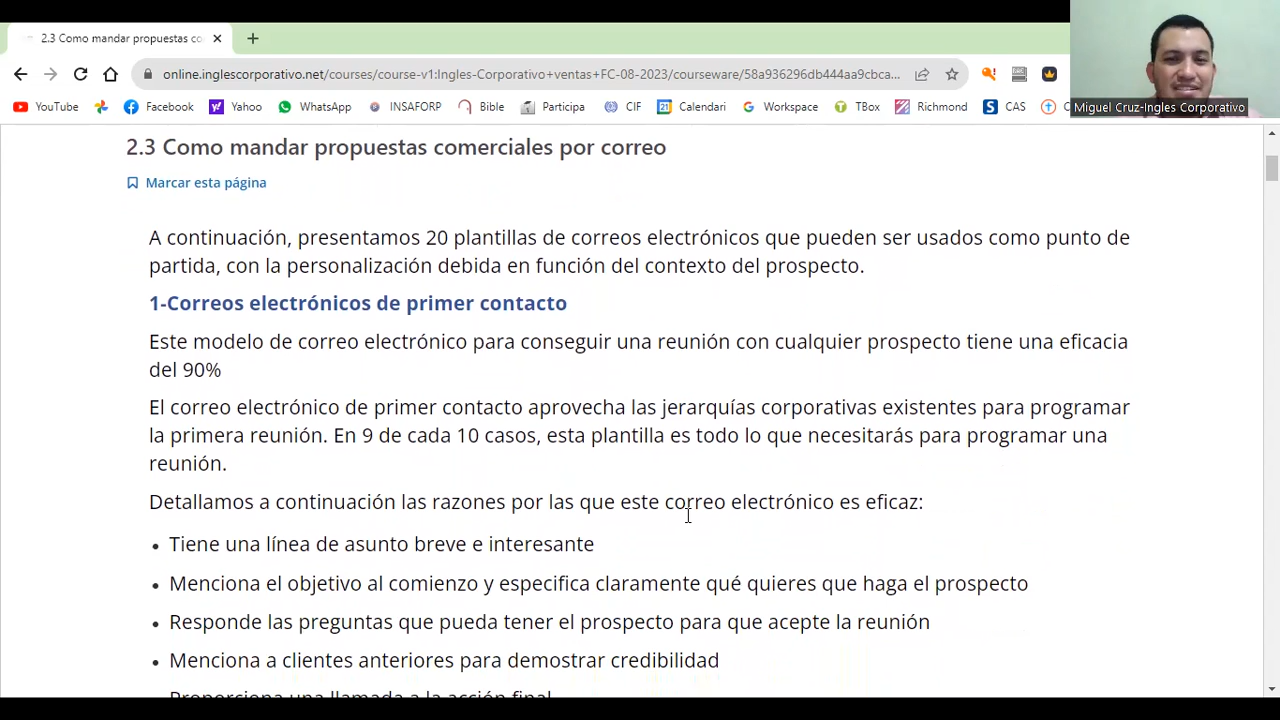 2.3 Como mandar propuestas co
online.inglescorporativo.net/courses/course-v1:Ingles-Corporativo+ventas+FC-08-2023/courseware/58a936296db444aa9cbca...
YouTube Facebook Yahoo WhatsApp INSAFORP Bible Participa CIF Calendari Workspace TBox Richmond CAS
Miguel Cruz-Ingles Corporativo
2.3 Como mandar propuestas comerciales por correo
Marcar esta página
A continuación, presentamos 20 plantillas de correos electrónicos que pueden ser usados como punto de
partida, con la personalización debida en función del contexto del prospecto.
1-Correos electrónicos de primer contacto
Este modelo de correo electrónico para conseguir una reunión con cualquier prospecto tiene una eficacia
del 90%
El correo electrónico de primer contacto aprovecha las jerarquías corporativas existentes para programar
la primera reunión. En 9 de cada 10 casos, esta plantilla es todo lo que necesitarás para programar una
reunión.
Detallamos a continuación las razones por las que este correo electrónico es eficaz:
• Tiene una línea de asunto breve e interesante
• Menciona el objetivo al comienzo y especifica claramente qué quieres que haga el prospecto
• Responde las preguntas que pueda tener el prospecto para que acepte la reunión
• Menciona a clientes anteriores para demostrar credibilidad
Proporciona una llamada a la acción final